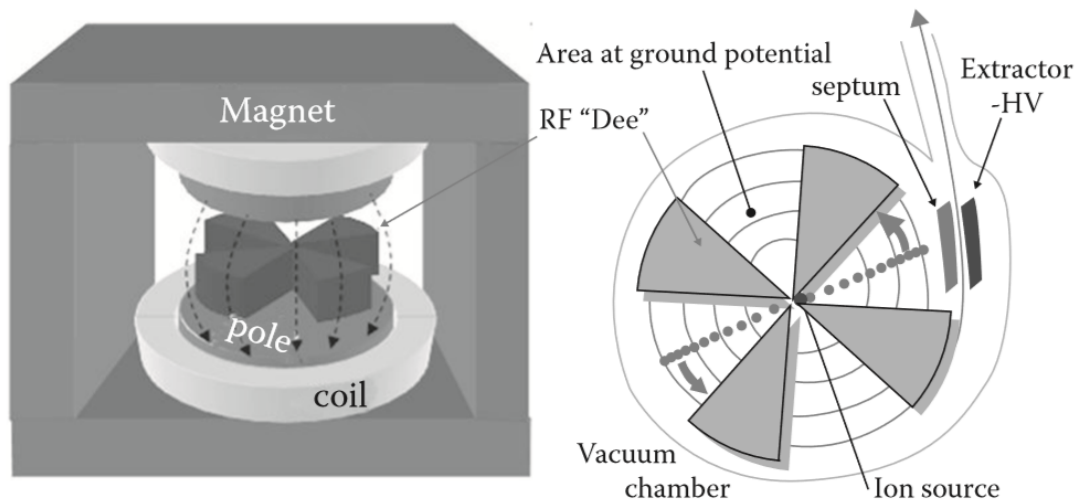 Magnet
pole
coil
Area at ground potential
RF “Dee”
septum
Extractor
-HV
Vacuum
chamber
Ion source